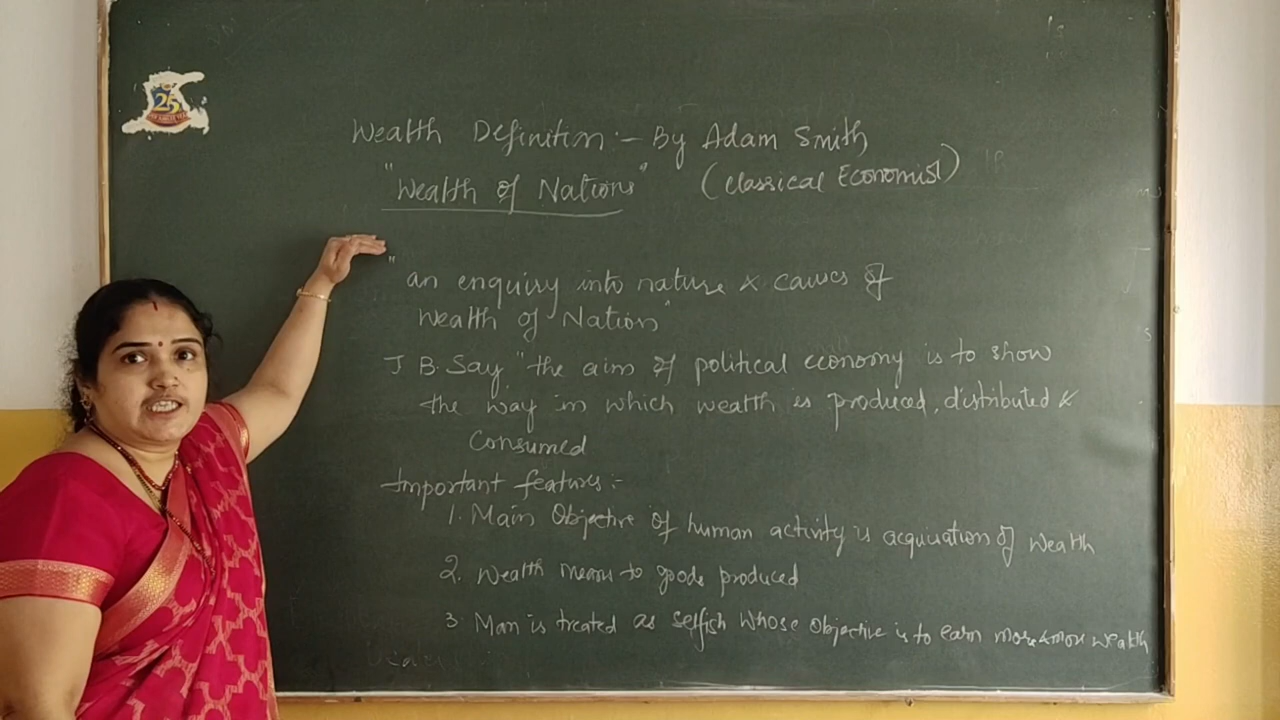 25
Wealth Definition :- By Adam Smith
"Wealth of Nations" (Classical Economist)
"an enquiry into nature & causes of
Wealth of Nation"
J B. Say "the aim of political economy is to show
the way in which wealth is produced, distributed &
Consumed
Important features :-
1. Main Objective of human activity is acquisation of wealth
2. Wealth means to goods produced
3 Man is treated as selfish whose objective is to earn more & more wealth